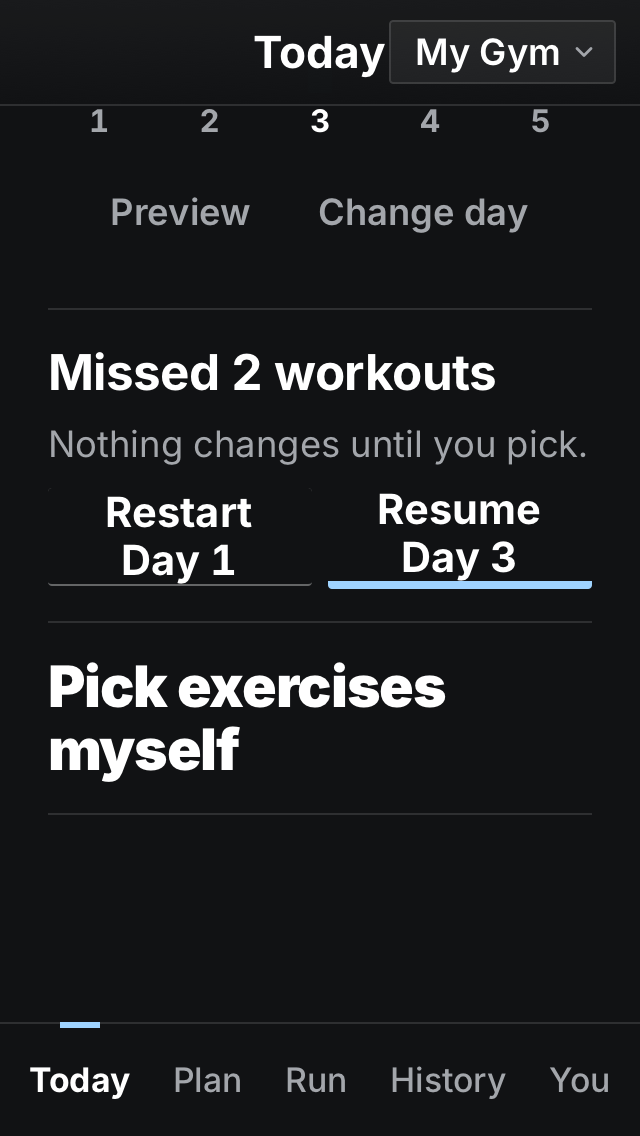 Today
My Gym
1 2 3 4 5
Preview Change day
Missed 2 workouts
Nothing changes until you pick.
Restart
Day 1
Resume
Day 3
Pick exercises
myself
Today Plan Run History You